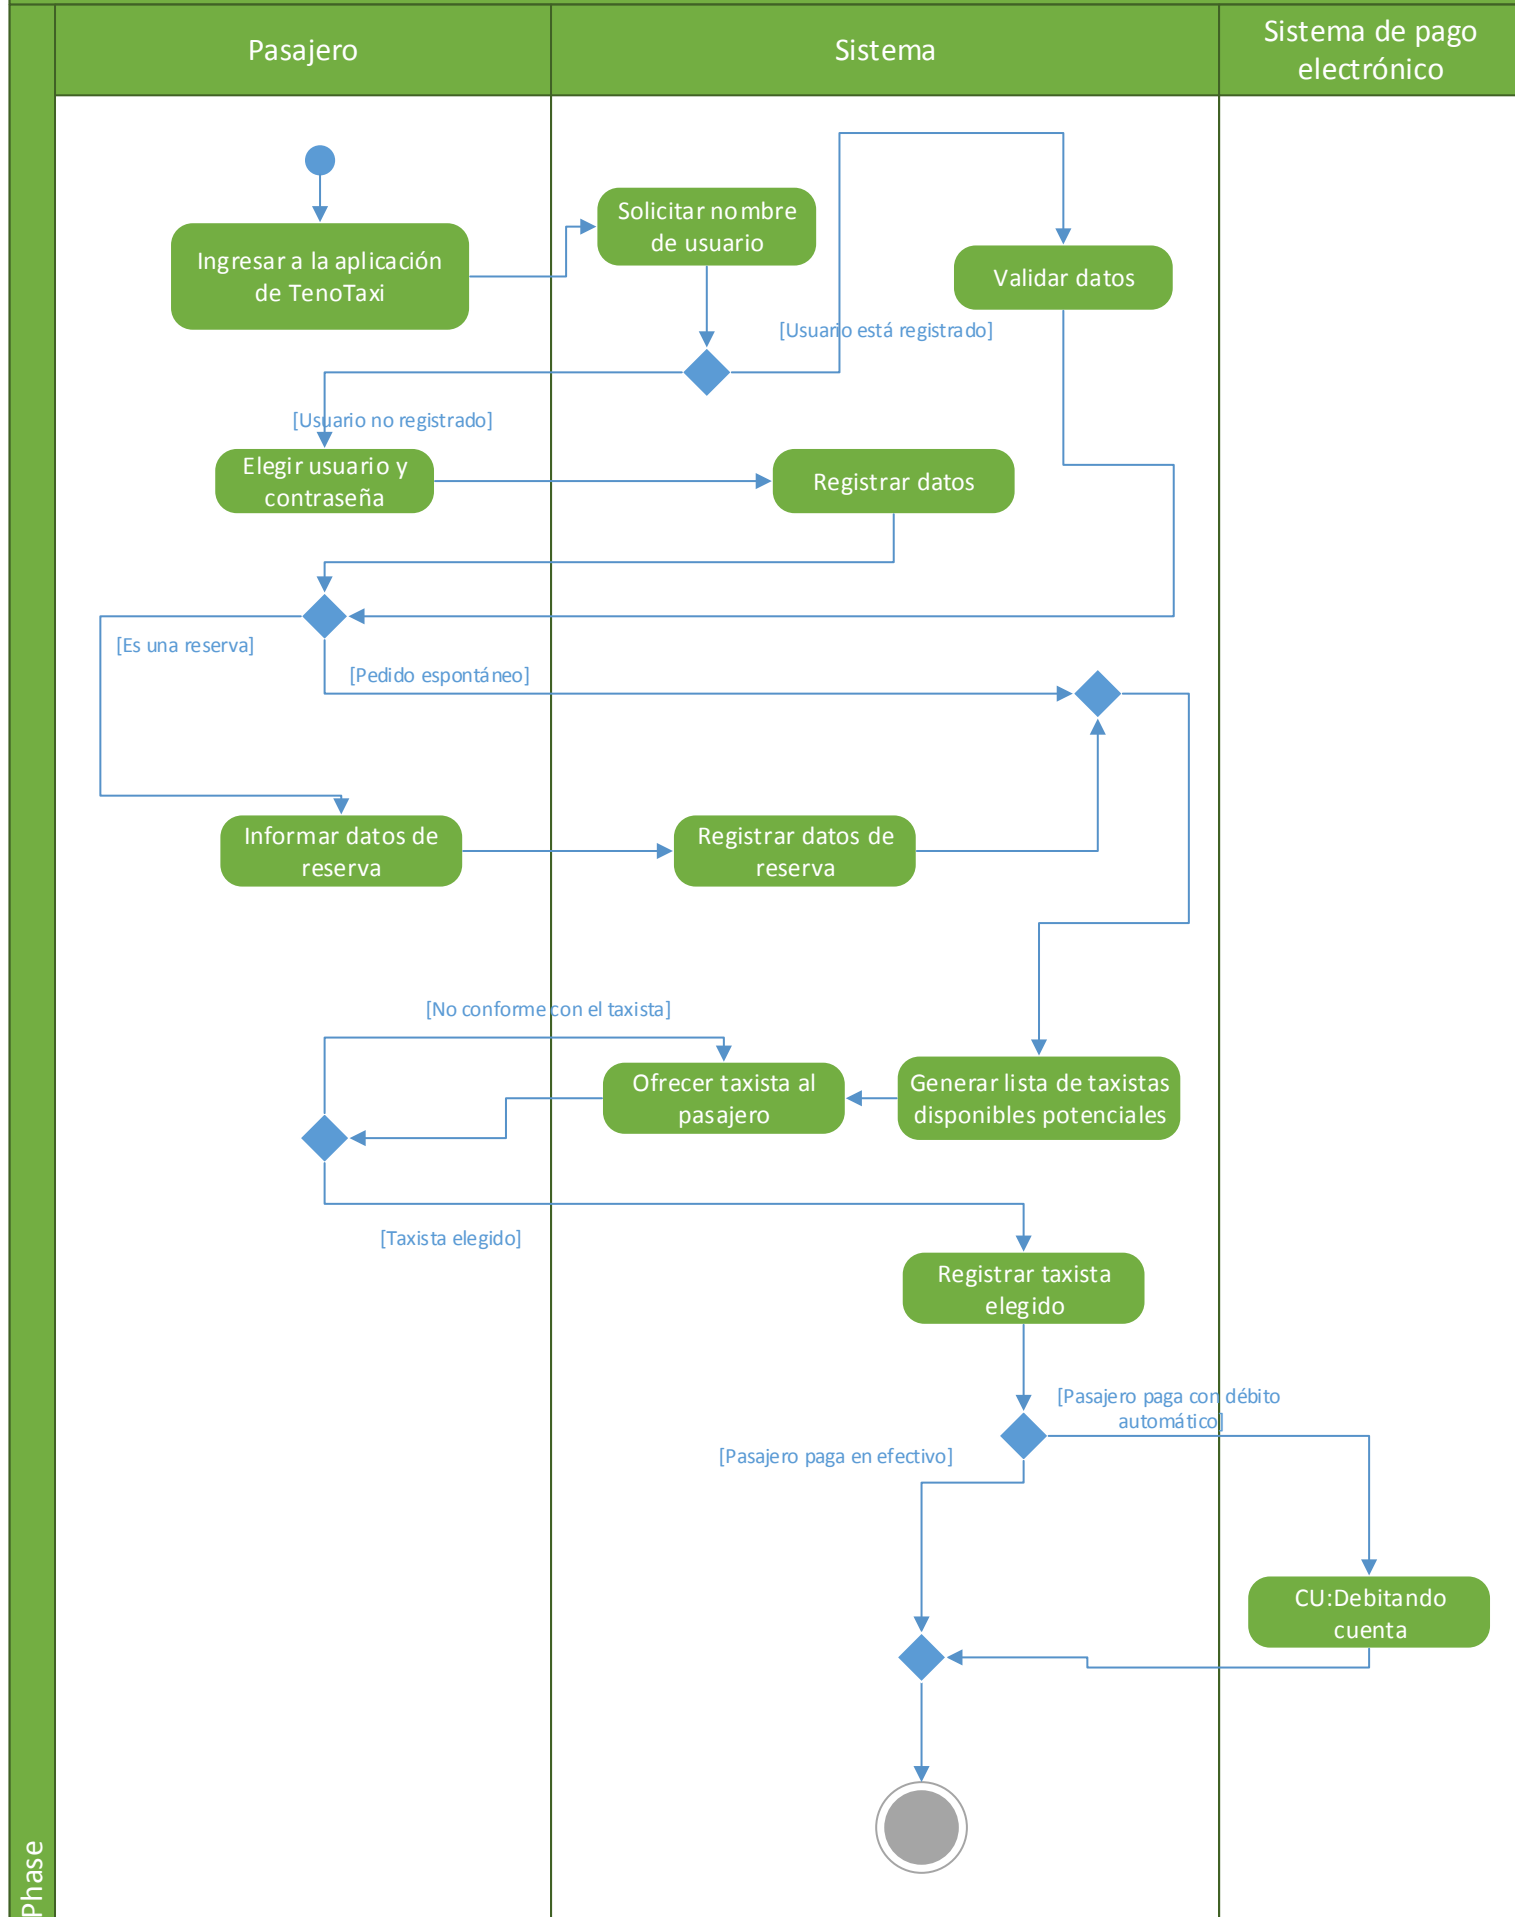 Pasajero
Sistema
Sistema de pago
electrónico
Solicitar nombre
de usuario
Ingresar a la aplicación
de TenoTaxi
Validar datos
[Usuario está registrado]
[Usuario no registrado]
Elegir usuario y
contraseña
Registrar datos
[Es una reserva]
[Pedido espontáneo]
Informar datos de
reserva
Registrar datos de
reserva
[No conforme con el taxista]
Ofrecer taxista al
pasajero
Generar lista de taxistas
disponibles potenciales
[Taxista elegido]
Registrar taxista
elegido
[Pasajero paga con débito
automático]
[Pasajero paga en efectivo]
CU:Debitando
cuenta
Phase